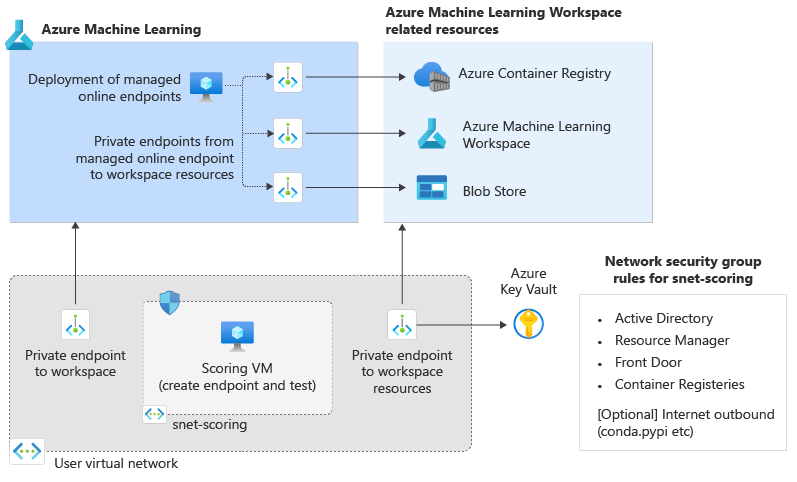 Azure Machine Learning
Azure Machine Learning Workspace
related resources
Deployment of managed
online endpoints
Private endpoints from
managed online endpoint
to workspace resources
Azure Container Registry
Azure Machine Learning
Workspace
Blob Store
Private endpoint
to workspace
Scoring VM
(create endpoint and test)
snet-scoring
Private endpoint
to workspace
resources
User virtual network
Azure
Key Vault
Network security group
rules for snet-scoring
• Active Directory
• Resource Manager
• Front Door
• Container Registeries
[Optional] Internet outbound
(conda.pypi etc)